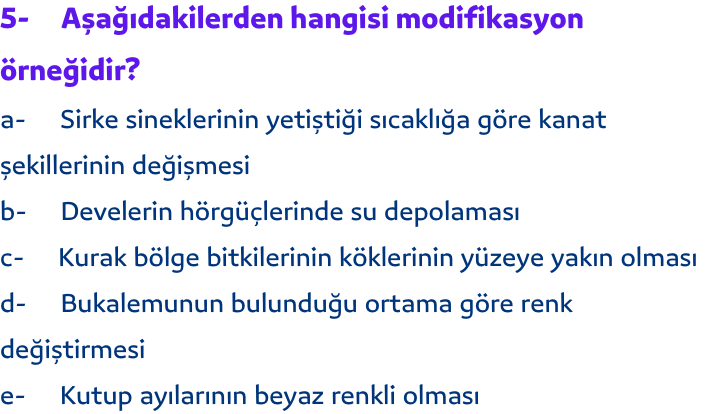 5- Aşağıdakilerden hangisi modifikasyon
örneğidir?
a- Sirke sineklerinin yetiştiği sıcaklığa göre kanat
şekillerinin değişmesi
b- Develerin hörgüçlerinde su depolaması
c- Kurak bölge bitkilerinin köklerinin yüzeye yakın olması
d- Bukalemunun bulunduğu ortama göre renk
değiştirmesi
e- Kutup ayılarının beyaz renkli olması